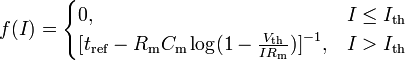 f(I) = { 0, I ≤ I_th
[t_ref − R_m C_m log(1 − V_th / (I R_m))]^{−1}, I > I_th